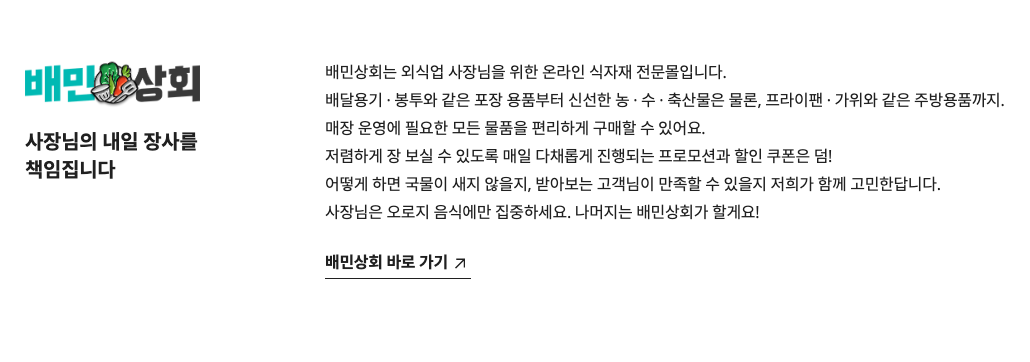 배민상회
사장님의 내일 장사를
책임집니다
배민상회는 외식업 사장님을 위한 온라인 식자재 전문몰입니다.
배달용기 · 봉투와 같은 포장 용품부터 신선한 농 · 수 · 축산물은 물론, 프라이팬 · 가위와 같은 주방용품까지.
매장 운영에 필요한 모든 물품을 편리하게 구매할 수 있어요.
저렴하게 장 보실 수 있도록 매일 다채롭게 진행되는 프로모션과 할인 쿠폰은 덤!
어떻게 하면 국물이 새지 않을지, 받아보는 고객님이 만족할 수 있을지 저희가 함께 고민한답니다.
사장님은 오로지 음식에만 집중하세요. 나머지는 배민상회가 할게요!
배민상회 바로 가기